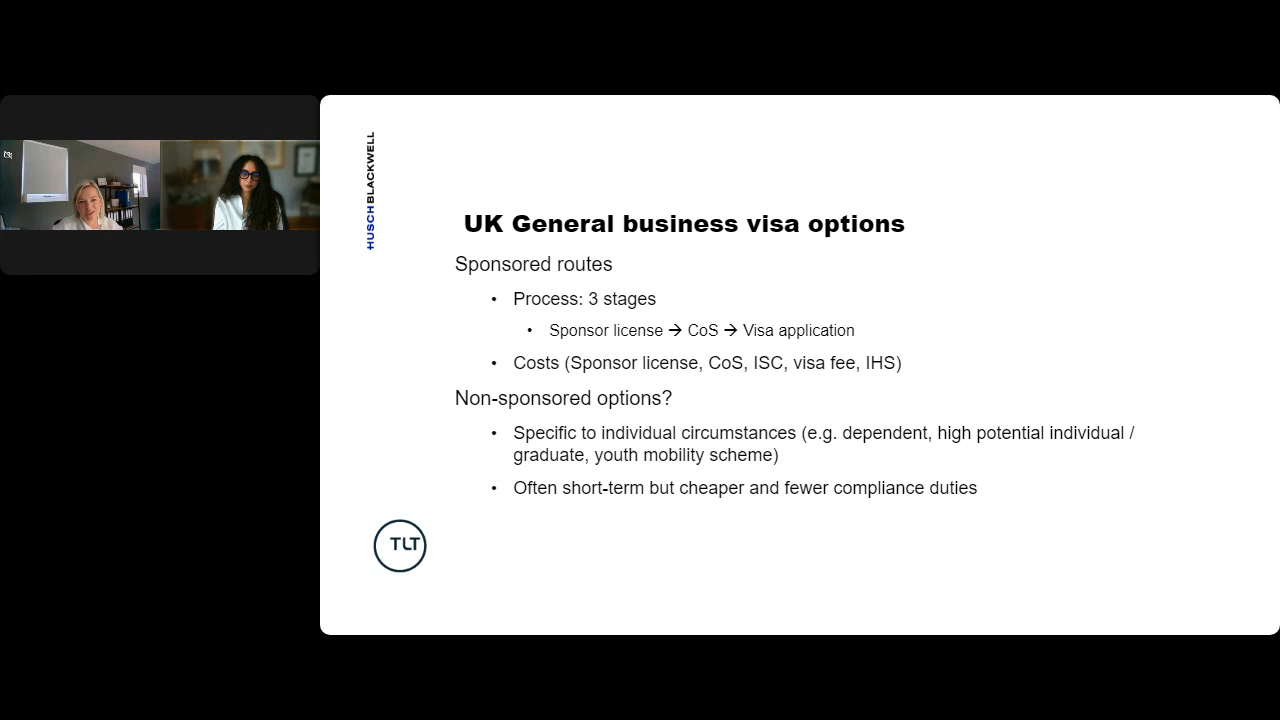 HUSCH BLACKWELL
UK General business visa options
Sponsored routes
• Process: 3 stages
• Sponsor license → CoS → Visa application
• Costs (Sponsor license, CoS, ISC, visa fee, IHS)
Non-sponsored options?
• Specific to individual circumstances (e.g. dependent, high potential individual /
graduate, youth mobility scheme)
• Often short-term but cheaper and fewer compliance duties
TLT